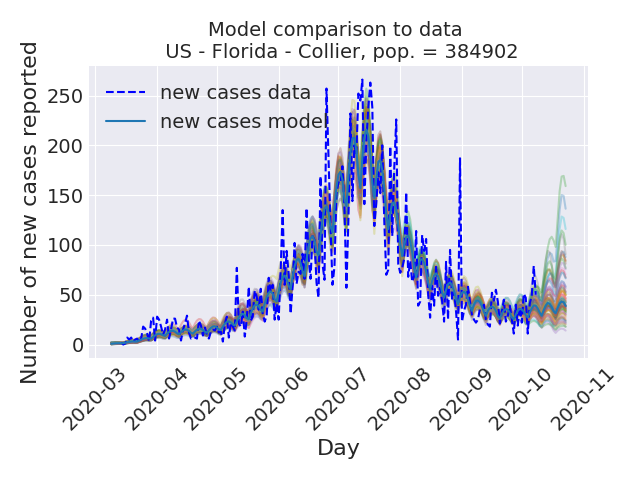 Model comparison to data
US - Florida - Collier, pop. = 384902
Number of new cases reported
250
200
150
100
50
0
new cases data
new cases model
2020-03
2020-04
2020-05
2020-06
2020-07
2020-08
2020-09
2020-10
2020-11
Day